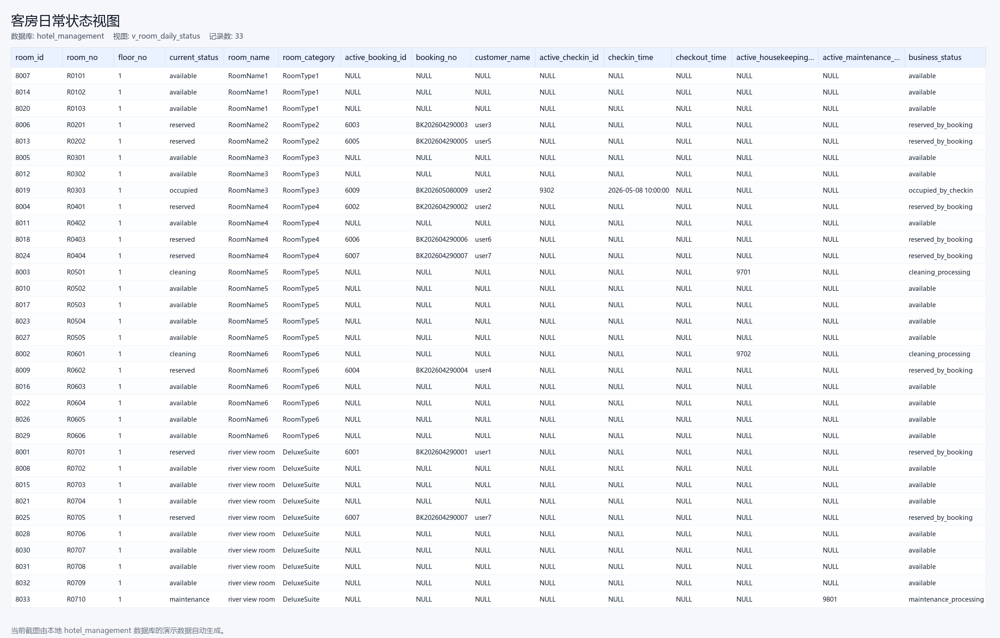 客房日常状态视图
数据库: hotel_management 视图: v_room_daily_status 记录数: 33
room_id room_no floor_no current_status room_name room_category active_booking_id booking_no customer_name active_checkin_id checkin_time checkout_time active_housekeeping... active_maintenance_... business_status
8007 R0101 1 available RoomName1 RoomType1 NULL NULL NULL NULL NULL NULL NULL NULL available
8014 R0102 1 available RoomName1 RoomType1 NULL NULL NULL NULL NULL NULL NULL NULL available
8020 R0103 1 available RoomName1 RoomType1 NULL NULL NULL NULL NULL NULL NULL NULL available
8006 R0201 1 reserved RoomName2 RoomType2 6003 BK202604290003 user3 NULL NULL NULL NULL NULL reserved_by_booking
8013 R0202 1 reserved RoomName2 RoomType2 6005 BK202604290005 user5 NULL NULL NULL NULL NULL reserved_by_booking
8005 R0301 1 available RoomName3 RoomType3 NULL NULL NULL NULL NULL NULL NULL NULL available
8012 R0302 1 available RoomName3 RoomType3 NULL NULL NULL NULL NULL NULL NULL NULL available
8019 R0303 1 occupied RoomName3 RoomType3 6009 BK202605080009 user2 9302 2026-05-08 10:00:00 NULL NULL NULL occupied_by_checkin
8004 R0401 1 reserved RoomName4 RoomType4 6002 BK202604290002 user2 NULL NULL NULL NULL NULL reserved_by_booking
8011 R0402 1 available RoomName4 RoomType4 NULL NULL NULL NULL NULL NULL NULL NULL available
8018 R0403 1 reserved RoomName4 RoomType4 6006 BK202604290006 user6 NULL NULL NULL NULL NULL reserved_by_booking
8024 R0404 1 reserved RoomName4 RoomType4 6007 BK202604290007 user7 NULL NULL NULL NULL NULL reserved_by_booking
8003 R0501 1 cleaning RoomName5 RoomType5 NULL NULL NULL NULL NULL NULL 9701 NULL cleaning_processing
8010 R0502 1 available RoomName5 RoomType5 NULL NULL NULL NULL NULL NULL NULL NULL available
8017 R0503 1 available RoomName5 RoomType5 NULL NULL NULL NULL NULL NULL NULL NULL available
8023 R0504 1 available RoomName5 RoomType5 NULL NULL NULL NULL NULL NULL NULL NULL available
8027 R0505 1 available RoomName5 RoomType5 NULL NULL NULL NULL NULL NULL NULL NULL available
8002 R0601 1 cleaning RoomName6 RoomType6 NULL NULL NULL NULL NULL NULL 9702 NULL cleaning_processing
8009 R0602 1 reserved RoomName6 RoomType6 6004 BK202604290004 user4 NULL NULL NULL NULL NULL reserved_by_booking
8016 R0603 1 available RoomName6 RoomType6 NULL NULL NULL NULL NULL NULL NULL NULL available
8022 R0604 1 available RoomName6 RoomType6 NULL NULL NULL NULL NULL NULL NULL NULL available
8026 R0605 1 available RoomName6 RoomType6 NULL NULL NULL NULL NULL NULL NULL NULL available
8029 R0606 1 available RoomName6 RoomType6 NULL NULL NULL NULL NULL NULL NULL NULL available
8001 R0701 1 reserved river view room DeluxeSuite 6001 BK202604290001 user1 NULL NULL NULL NULL NULL reserved_by_booking
8008 R0702 1 available river view room DeluxeSuite NULL NULL NULL NULL NULL NULL NULL NULL available
8015 R0703 1 available river view room DeluxeSuite NULL NULL NULL NULL NULL NULL NULL NULL available
8021 R0704 1 available river view room DeluxeSuite NULL NULL NULL NULL NULL NULL NULL NULL available
8025 R0705 1 reserved river view room DeluxeSuite 6007 BK202604290007 user7 NULL NULL NULL NULL NULL reserved_by_booking
8028 R0706 1 available river view room DeluxeSuite NULL NULL NULL NULL NULL NULL NULL NULL available
8030 R0707 1 available river view room DeluxeSuite NULL NULL NULL NULL NULL NULL NULL NULL available
8031 R0708 1 available river view room DeluxeSuite NULL NULL NULL NULL NULL NULL NULL NULL available
8032 R0709 1 available river view room DeluxeSuite NULL NULL NULL NULL NULL NULL NULL NULL available
8033 R0710 1 maintenance river view room DeluxeSuite NULL NULL NULL NULL NULL NULL NULL 9801 maintenance_processing
当前截图由本地 hotel_management 数据库的演示数据自动生成。